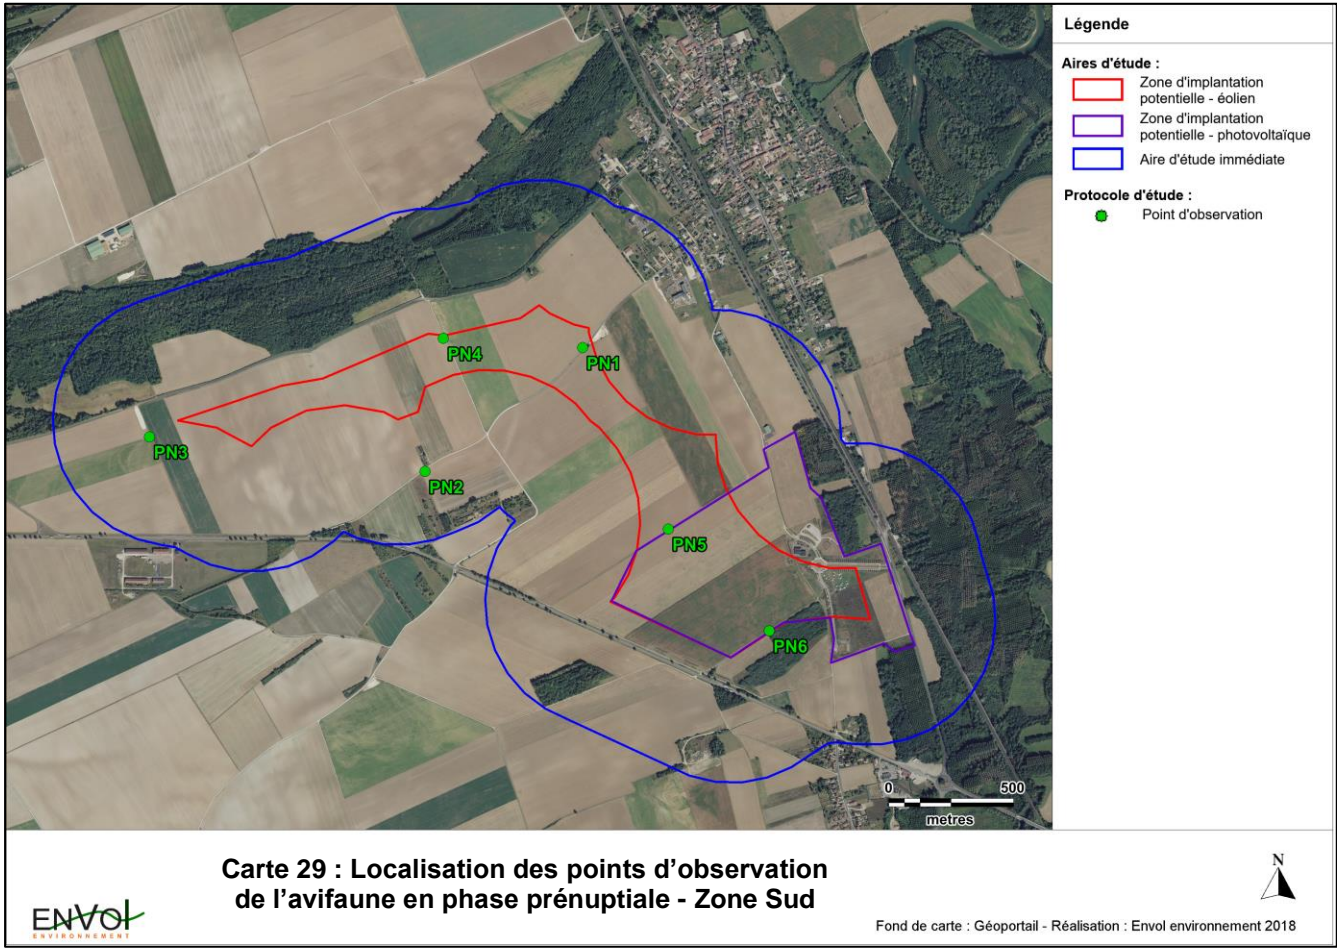 Légende
Aires d'étude :
Zone d'implantation
potentielle - éolien
Zone d'implantation
potentielle - photovoltaïque
Aire d'étude immédiate
Protocole d'étude :
Point d'observation
PN4
PN1
PN3
PN2
PN5
PN6
0 500
metres
Carte 29 : Localisation des points d’observation
de l’avifaune en phase prénuptiale - Zone Sud
N
ENVOI
ENVIRONNEMENT
Fond de carte : Géoportail - Réalisation : Envol environnement 2018